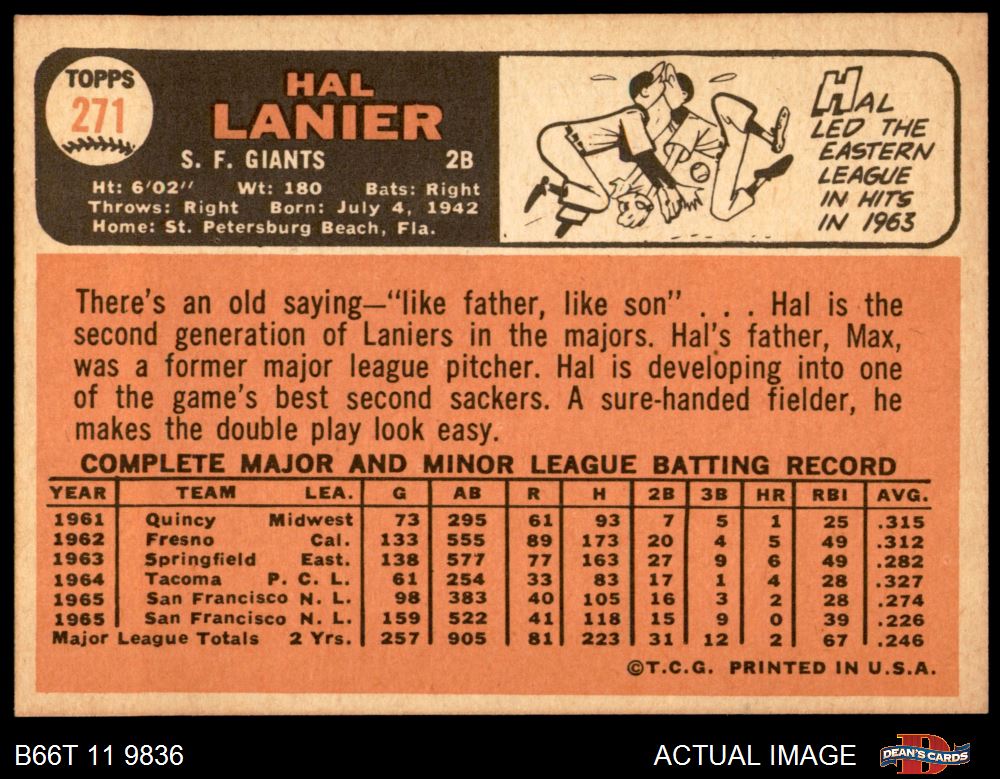 TOPPS
271
HAL
LANIER
S. F. GIANTS 2B
Ht: 6'02" Wt: 180 Bats: Right
Throws: Right Born: July 4, 1942
Home: St. Petersburg Beach, Fla.
HAL
LED THE
EASTERN
LEAGUE
IN HITS
IN 1963
There's an old saying—"like father, like son" . . . Hal is the
second generation of Laniers in the majors. Hal's father, Max,
was a former major league pitcher. Hal is developing into one
of the game's best second sackers. A sure-handed fielder, he
makes the double play look easy.
COMPLETE MAJOR AND MINOR LEAGUE BATTING RECORD
YEAR TEAM LEA. G AB R H 2B 3B HR RBI AVG.
1961 Quincy Midwest 73 295 61 93 7 5 1 25 .315
1962 Fresno Cal. 133 555 89 173 20 4 5 49 .312
1963 Springfield East. 138 577 77 163 27 9 6 49 .282
1964 Tacoma P. C. L. 61 254 33 83 17 1 4 28 .327
1965 San Francisco N. L. 98 383 40 105 16 3 2 28 .274
1965 San Francisco N. L. 159 522 41 118 15 9 0 39 .226
Major League Totals 2 Yrs. 257 905 81 223 31 12 2 67 .246
©T.C.G. PRINTED IN U.S.A.
B66T 11 9836 ACTUAL IMAGE DEAN'S CARDS